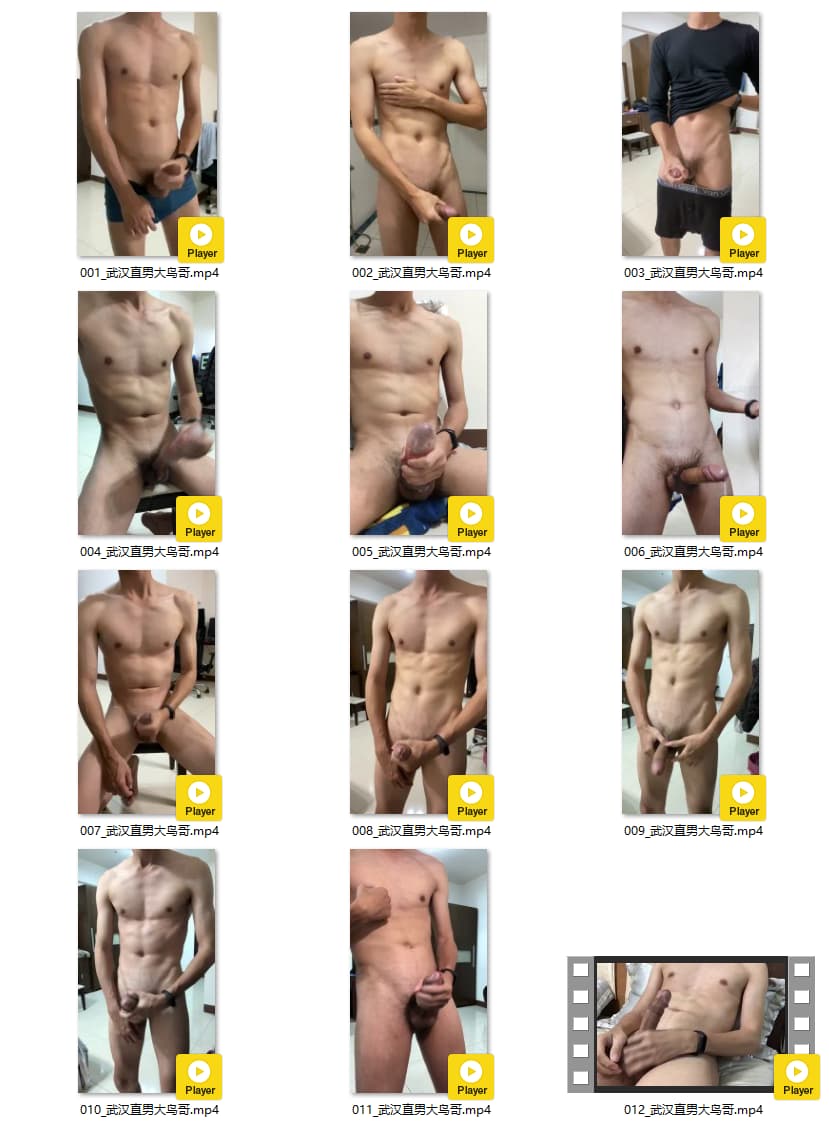 Player
Player
Player
001_武汉直男大鸟哥.mp4
002_武汉直男大鸟哥.mp4
003_武汉直男大鸟哥.mp4
Player
Player
Player
004_武汉直男大鸟哥.mp4
005_武汉直男大鸟哥.mp4
006_武汉直男大鸟哥.mp4
Player
Player
Player
007_武汉直男大鸟哥.mp4
008_武汉直男大鸟哥.mp4
009_武汉直男大鸟哥.mp4
Player
Player
Player
010_武汉直男大鸟哥.mp4
011_武汉直男大鸟哥.mp4
012_武汉直男大鸟哥.mp4